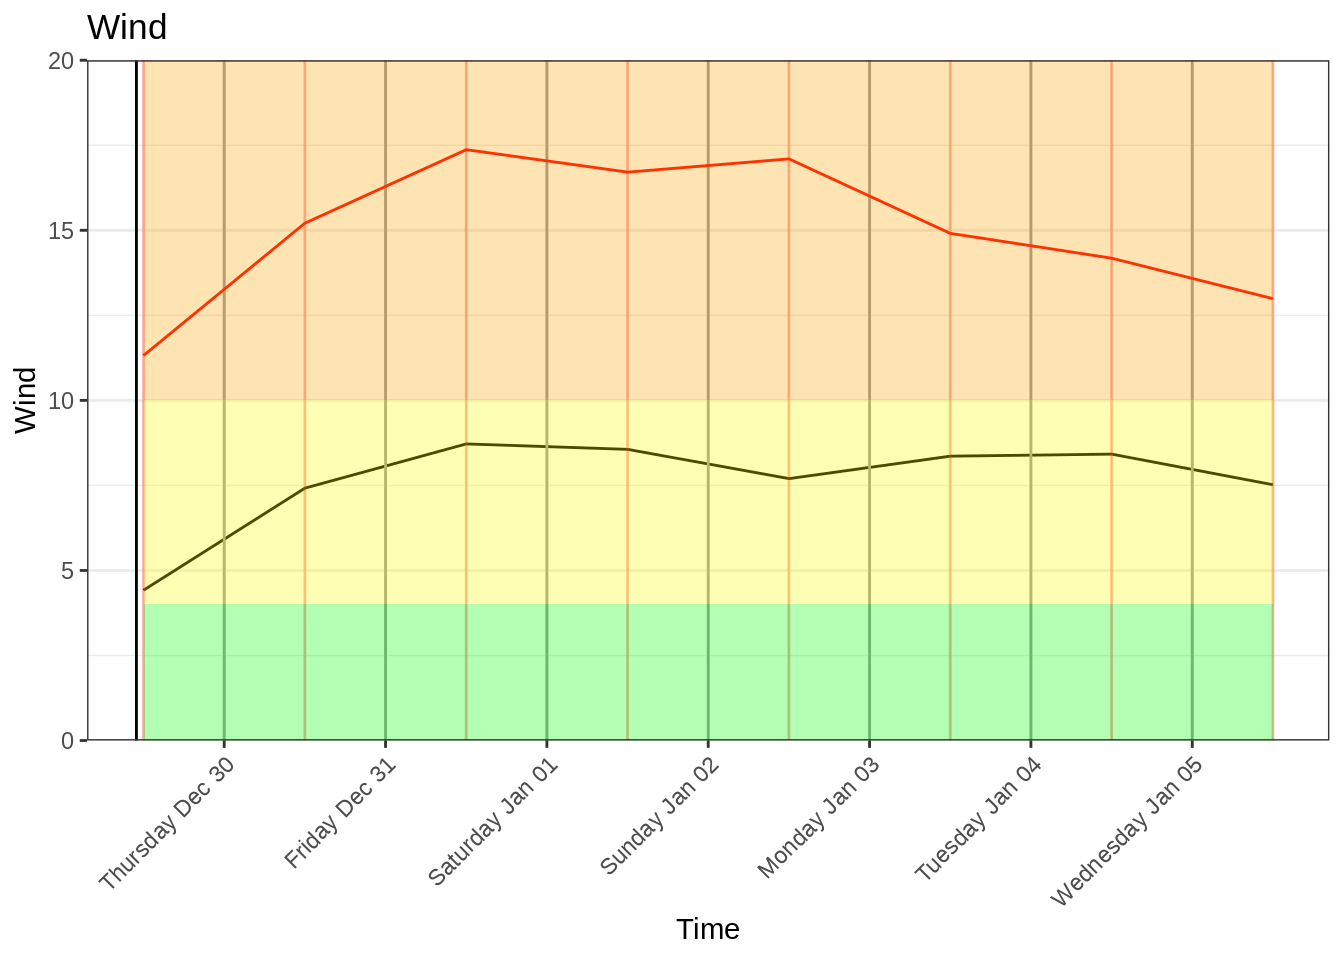 Wind
20
15
10
5
0
Wind
Thursday Dec 30
Friday Dec 31
Saturday Jan 01
Sunday Jan 02
Monday Jan 03
Tuesday Jan 04
Wednesday Jan 05
Time